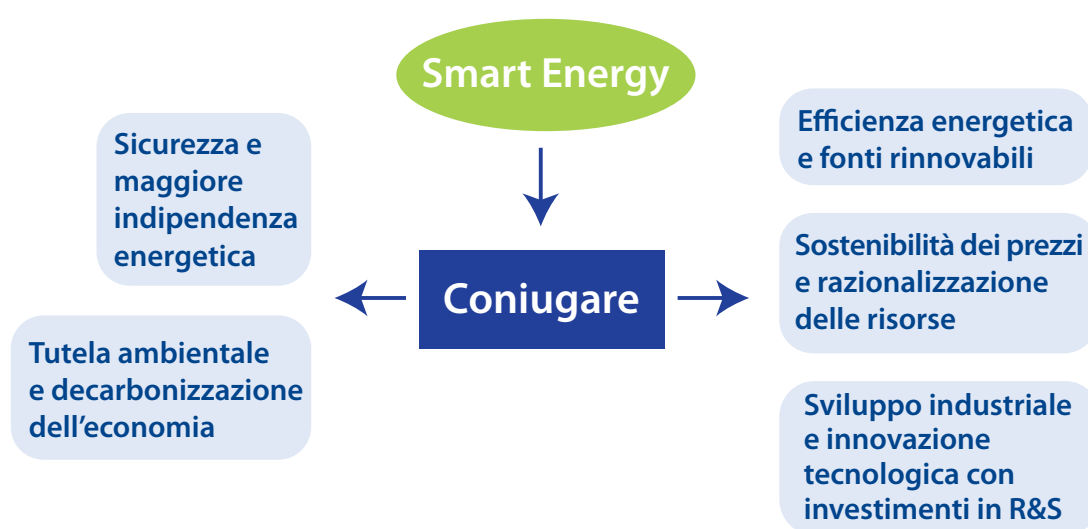 Smart Energy
Sicurezza e
maggiore
indipendenza
energetica
Tutela ambientale
e decarbonizzazione
dell’economia
Coniugare
Efficienza energetica
e fonti rinnovabili
Sostenibilità dei prezzi
e razionalizzazione
delle risorse
Sviluppo industriale
e innovazione
tecnologica con
investimenti in R&S